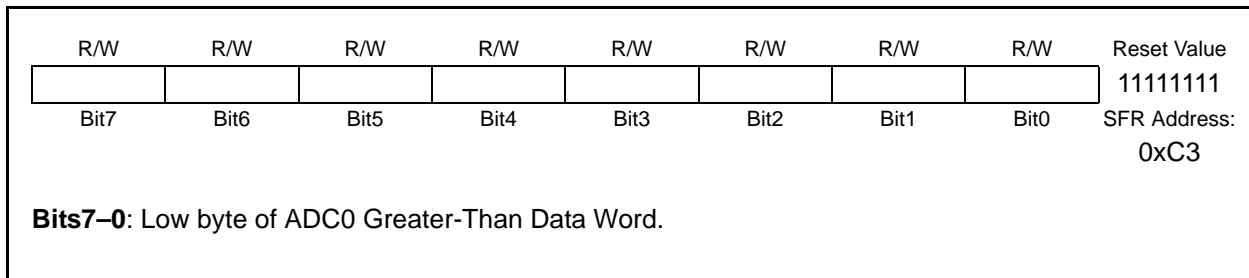 R/W R/W R/W R/W R/W R/W R/W R/W Reset Value
11111111
Bit7 Bit6 Bit5 Bit4 Bit3 Bit2 Bit1 Bit0 SFR Address:
0xC3
Bits7–0: Low byte of ADC0 Greater-Than Data Word.